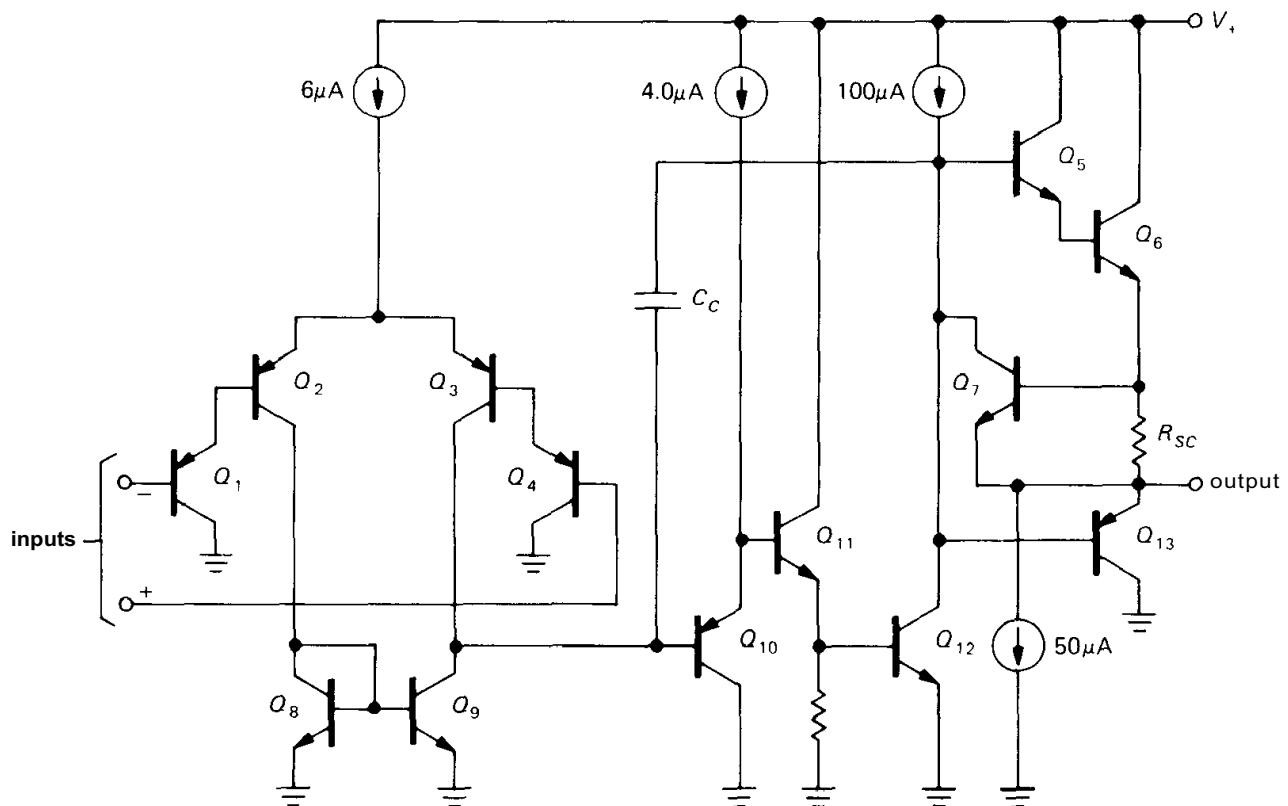 V+
6μA
4.0μA
100μA
Q5
Q6
CC
Q2
Q3
Q7
RSC
Q1
Q4
−
output
inputs
Q11
Q13
+
Q10
Q12
50μA
Q8
Q9